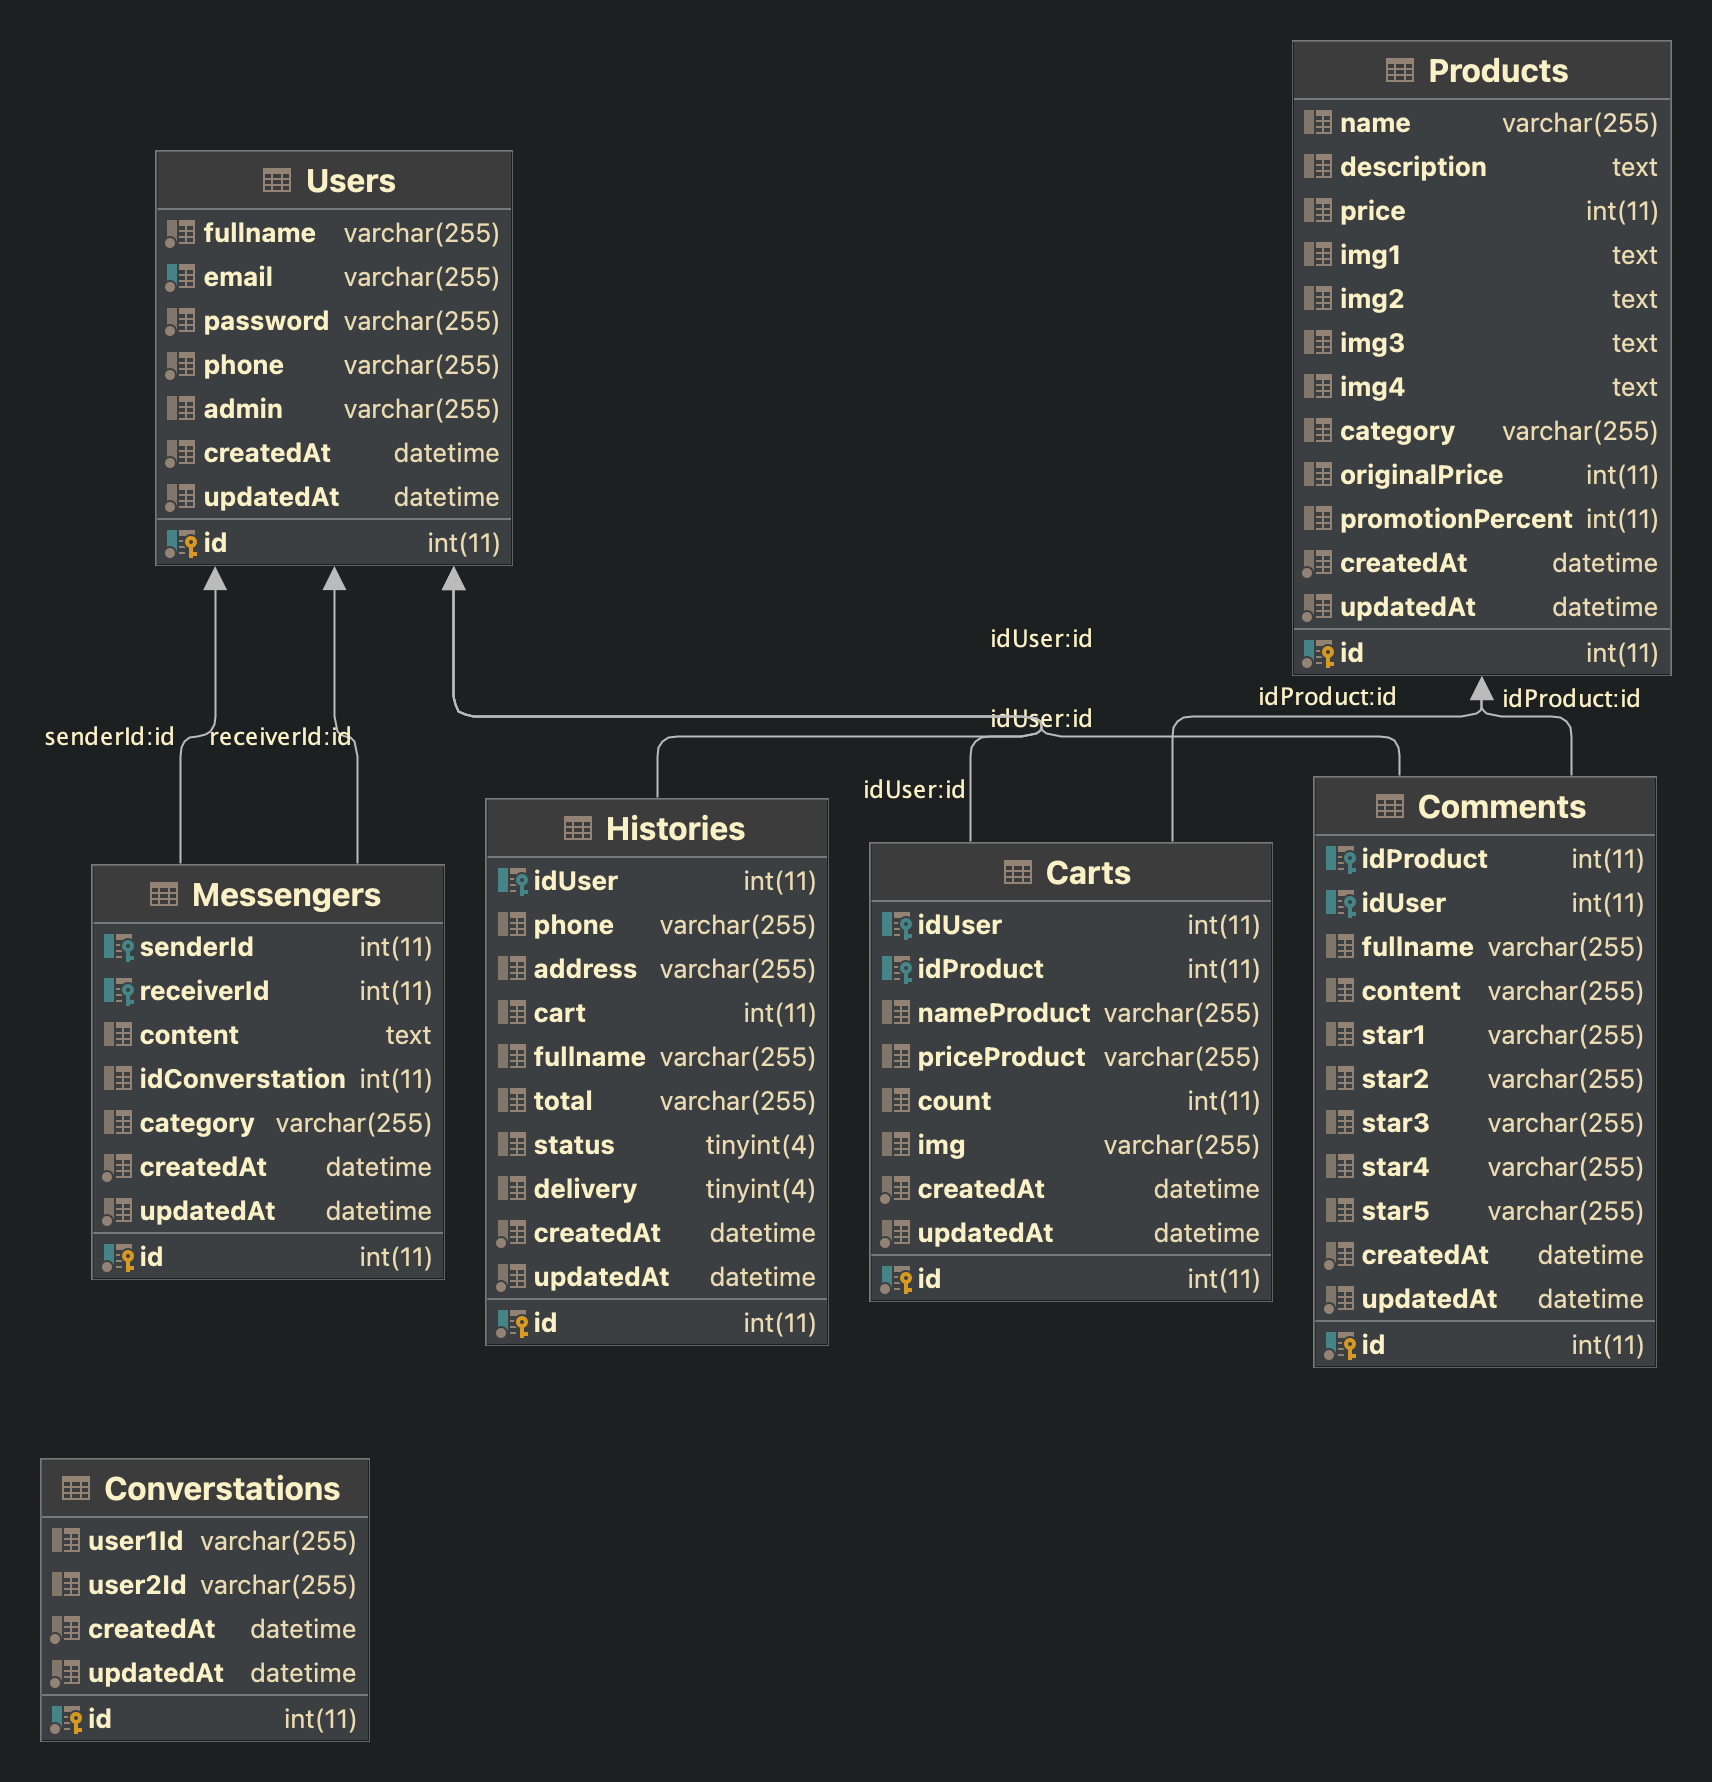 Products
name varchar(255)
description text
price int(11)
img1 text
img2 text
img3 text
img4 text
category varchar(255)
originalPrice int(11)
promotionPercent int(11)
createdAt datetime
updatedAt datetime
id int(11)
Users
fullname varchar(255)
email varchar(255)
password varchar(255)
phone varchar(255)
admin varchar(255)
createdAt datetime
updatedAt datetime
id int(11)
idUser:id
idProduct:id
idProduct:id
idUser:id
senderId:id
receiverId:id
idUser:id
Messengers
senderId int(11)
receiverId int(11)
content text
idConverstation int(11)
category varchar(255)
createdAt datetime
updatedAt datetime
id int(11)
Histories
idUser int(11)
phone varchar(255)
address varchar(255)
cart int(11)
fullname varchar(255)
total varchar(255)
status tinyint(4)
delivery tinyint(4)
createdAt datetime
updatedAt datetime
id int(11)
Carts
idUser int(11)
idProduct int(11)
nameProduct varchar(255)
priceProduct varchar(255)
count int(11)
img varchar(255)
createdAt datetime
updatedAt datetime
id int(11)
Comments
idProduct int(11)
idUser int(11)
fullname varchar(255)
content varchar(255)
star1 varchar(255)
star2 varchar(255)
star3 varchar(255)
star4 varchar(255)
star5 varchar(255)
createdAt datetime
updatedAt datetime
id int(11)
Converstations
user1Id varchar(255)
user2Id varchar(255)
createdAt datetime
updatedAt datetime
id int(11)